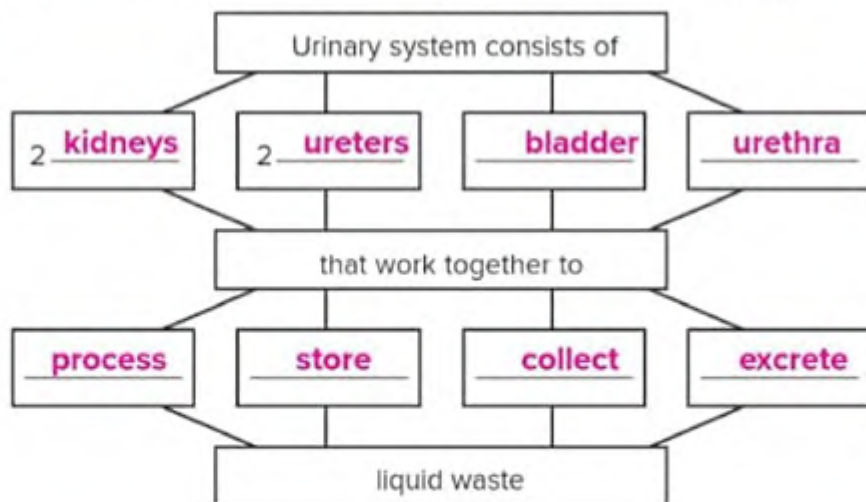 Urinary system consists of
2 kidneys 2 ureters bladder urethra
that work together to
process store collect excrete
liquid waste